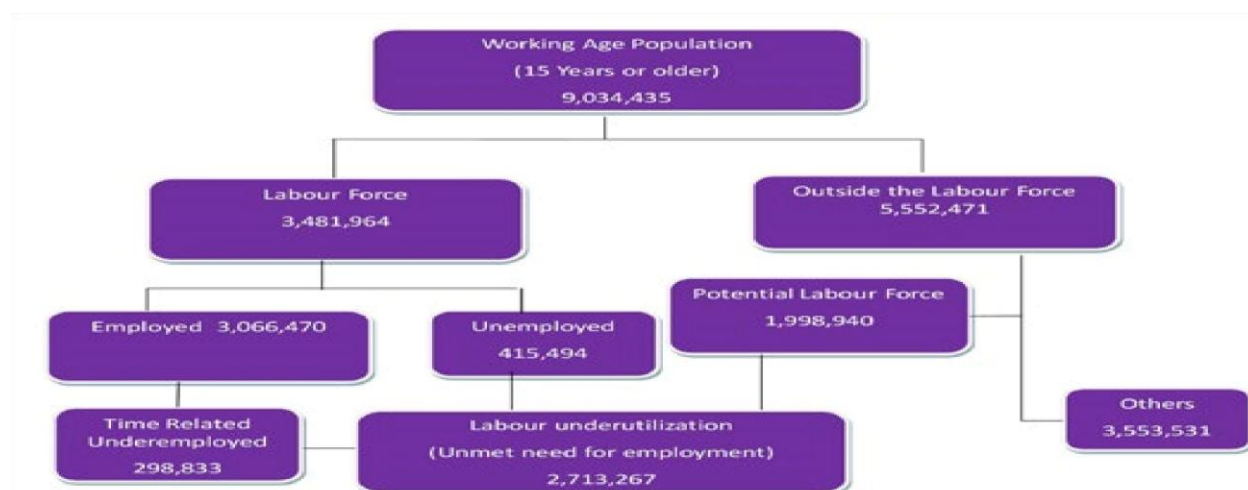 Working Age Population
(15 Years or older)
9,034,435
Labour Force
3,481,964
Outside the Labour Force
5,552,471
Employed 3,066,470
Unemployed
415,494
Potential Labour Force
1,998,940
Time Related
Underemployed
298,833
Labour underutilization
(Unmet need for employment)
2,713,267
Others
3,553,531